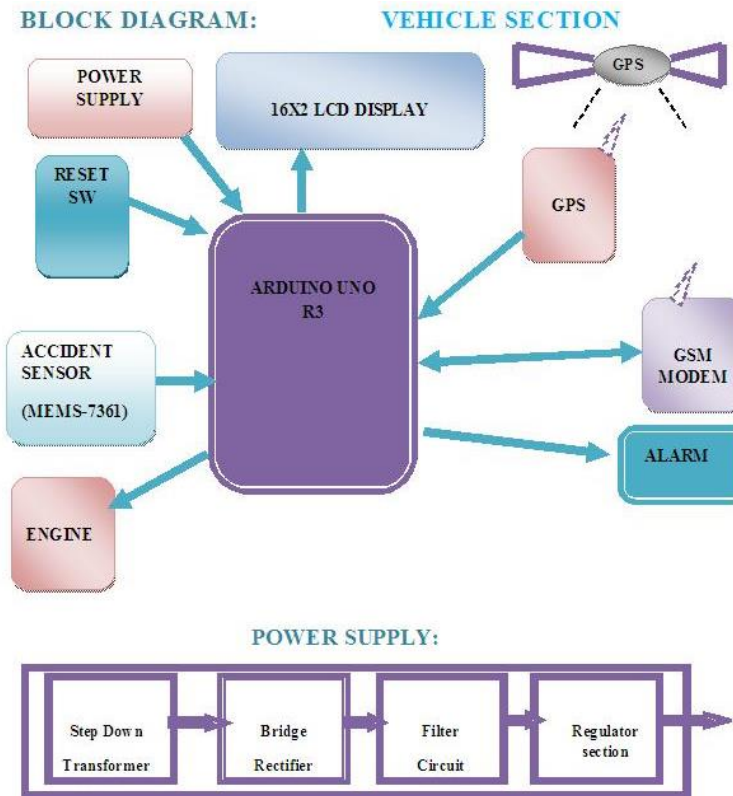 BLOCK DIAGRAM:
VEHICLE SECTION
POWER
SUPPLY
16X2 LCD DISPLAY
GPS
RESET
SW
GPS
ARDUINO UNO
R3
ACCIDENT
SENSOR
(MEMS-7361)
GSM
MODEM
ALARM
ENGINE
POWER SUPPLY:
Step Down
Transformer
Bridge
Rectifier
Filter
Circuit
Regulator
section